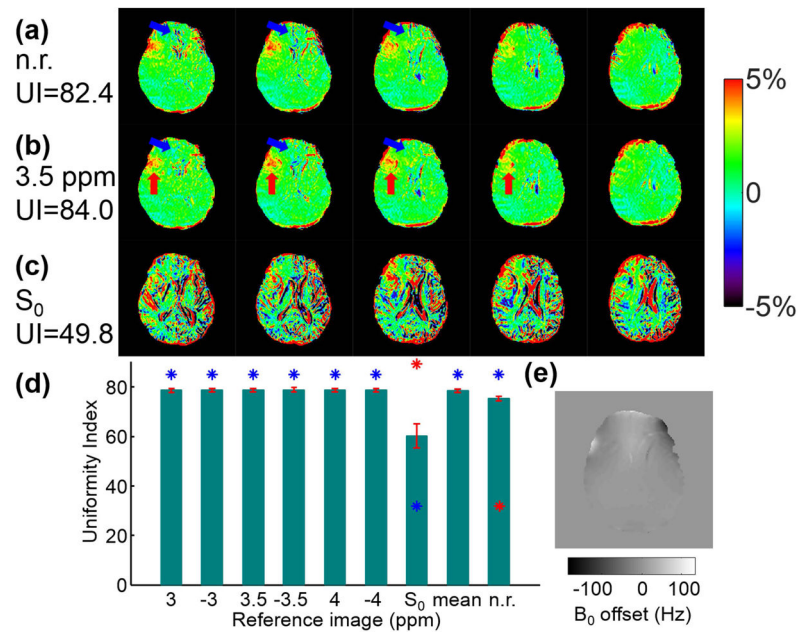 (a)
n.r.
UI=82.4
(b)
3.5 ppm
UI=84.0
(c)
S₀
UI=49.8
5%
0
-5%
(d)
Uniformity Index
80
60
40
20
0
3 -3 3.5 -3.5 4 -4 S₀ mean n.r.
Reference image (ppm)
(e)
-100 0 100
B₀ offset (Hz)